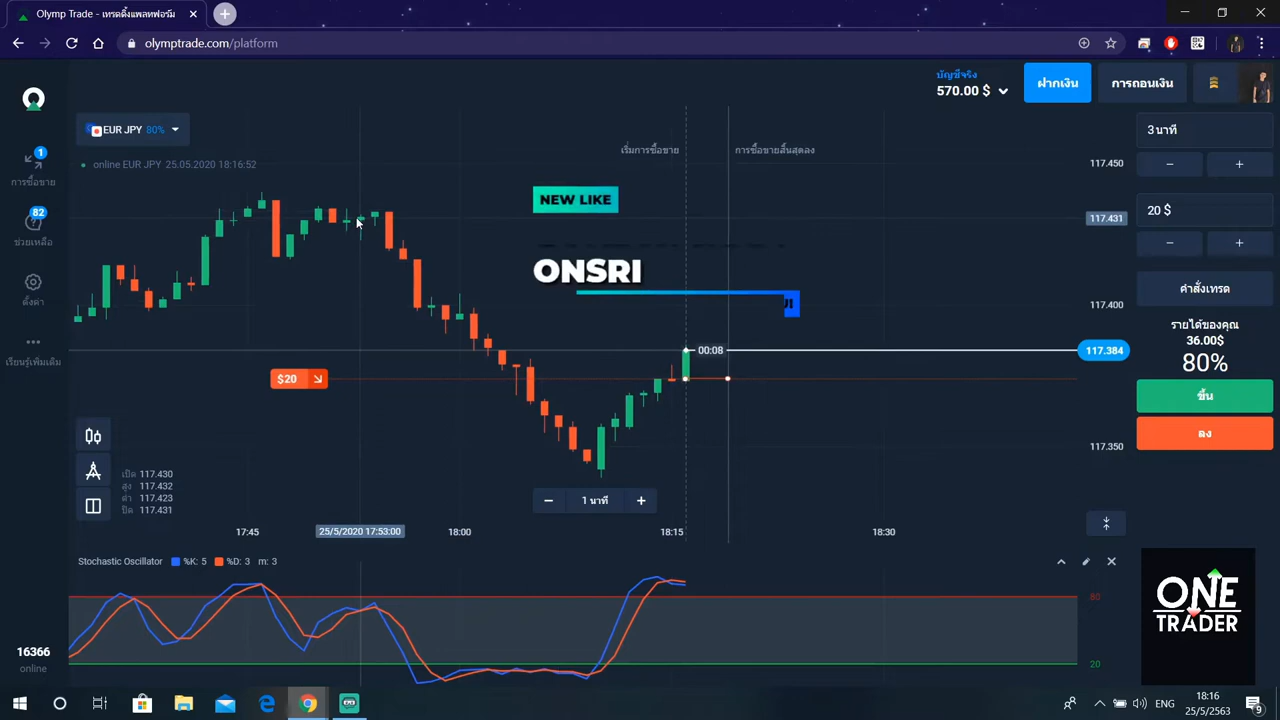 Olymp Trade - เทรดดิ้งแพลทฟอร์ม
olymptrade.com/platform
บัญชีจริง
570.00 $
ฝากเงิน
การถอนเงิน
EUR JPY 80%
online EUR JPY 25.05.2020 18:16:52
1
การซื้อขาย
82
ช่วยเหลือ
ตั้งค่า
เรียนรู้เพิ่มเติม
16366
online
เริ่มการซื้อขาย
การซื้อขายสิ้นสุดลง
NEW LIKE
ONSRI
00:08
$20
117.450
117.431
117.400
117.384
117.350
3 นาที
20 $
คำสั่งเทรด
รายได้ของคุณ
36.00$
80%
ขึ้น
ลง
เปิด 117.430
สูง 117.432
ต่ำ 117.423
ปิด 117.431
1 นาที
17:45
25/5/2020 17:53:00
18:00
18:15
18:30
Stochastic Oscillator %K: 5 %D: 3 m: 3
80
20
ONE
TRADER
ENG
18:16
25/5/2563
9